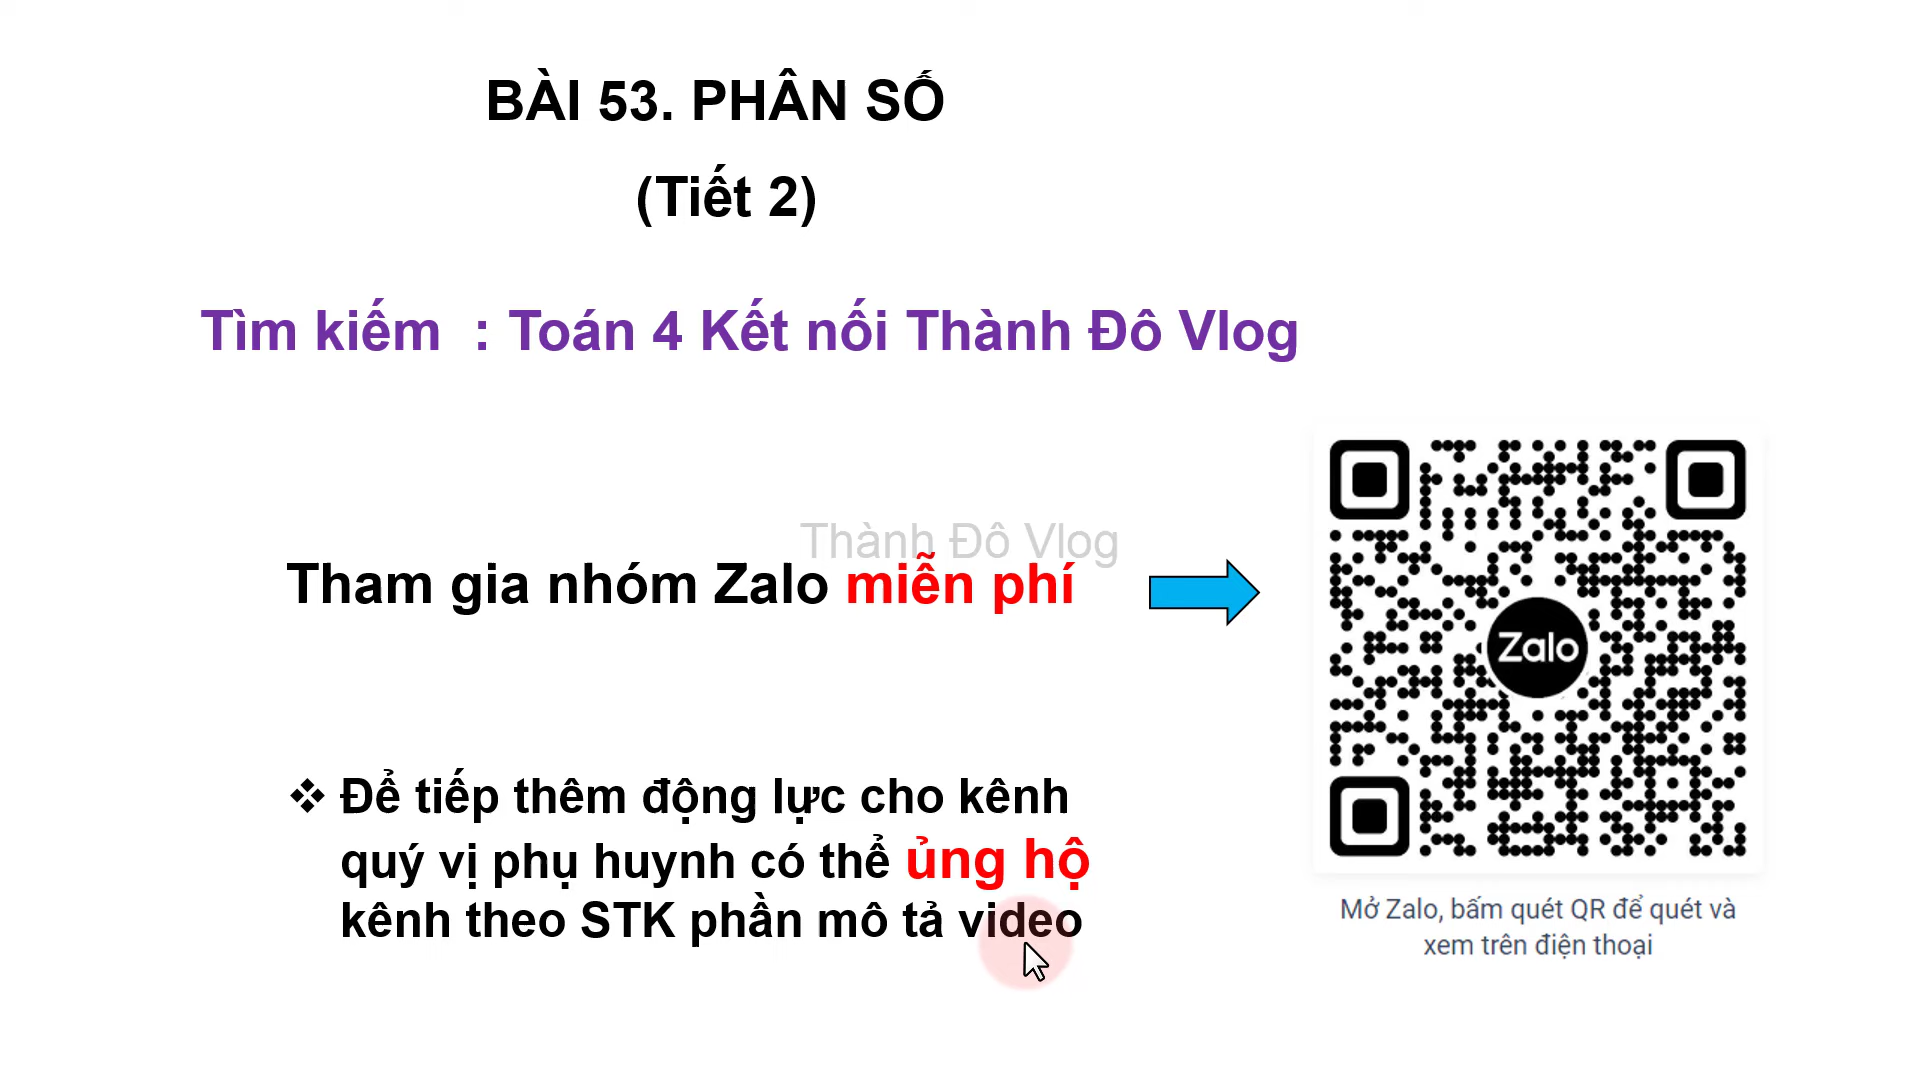 BÀI 53. PHÂN SỐ
(Tiết 2)
Tìm kiếm : Toán 4 Kết nối Thành Đô Vlog
Thành Đô Vlog
Tham gia nhóm Zalo miễn phí
Zalo
❖ Để tiếp thêm động lực cho kênh
quý vị phụ huynh có thể ủng hộ
kênh theo STK phần mô tả video
Mở Zalo, bấm quét QR để quét và
xem trên điện thoại